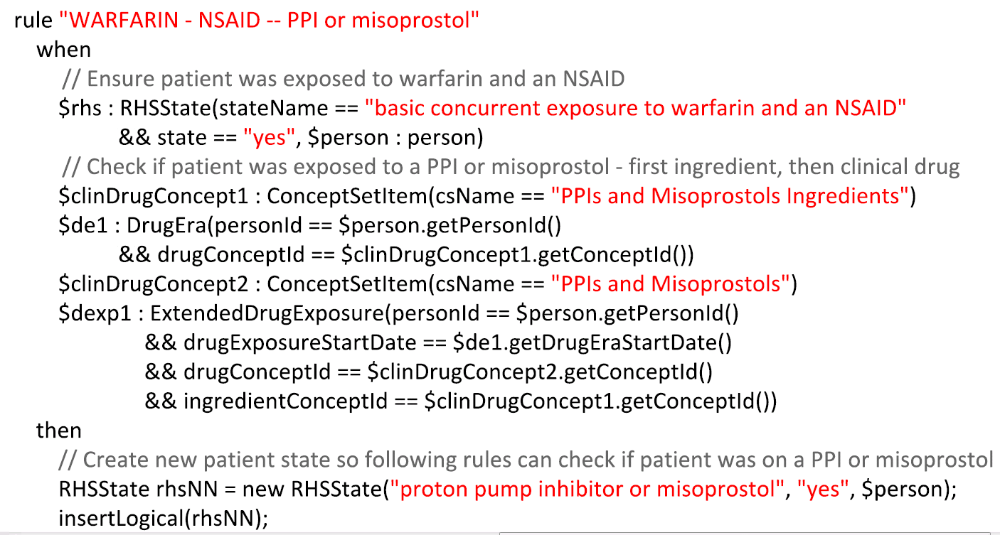 rule "WARFARIN - NSAID -- PPI or misoprostol"
when
// Ensure patient was exposed to warfarin and an NSAID
$rhs : RHSState(stateName == "basic concurrent exposure to warfarin and an NSAID"
&& state == "yes", $person : person)
// Check if patient was exposed to a PPI or misoprostol - first ingredient, then clinical drug
$clinDrugConcept1 : ConceptSetItem(csName == "PPIs and Misoprostols Ingredients")
$de1 : DrugEra(personId == $person.getPersonId()
&& drugConceptId == $clinDrugConcept1.getConceptId())
$clinDrugConcept2 : ConceptSetItem(csName == "PPIs and Misoprostols")
$dexp1 : ExtendedDrugExposure(personId == $person.getPersonId()
&& drugExposureStartDate == $de1.getDrugEraStartDate()
&& drugConceptId == $clinDrugConcept2.getConceptId()
&& ingredientConceptId == $clinDrugConcept1.getConceptId())
then
// Create new patient state so following rules can check if patient was on a PPI or misoprostol
RHSState rhsNN = new RHSState("proton pump inhibitor or misoprostol", "yes", $person);
insertLogical(rhsNN);